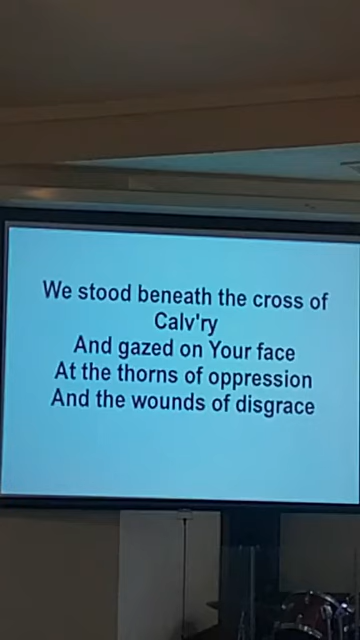 We stood beneath the cross of
Calv'ry
And gazed on Your face
At the thorns of oppression
And the wounds of disgrace